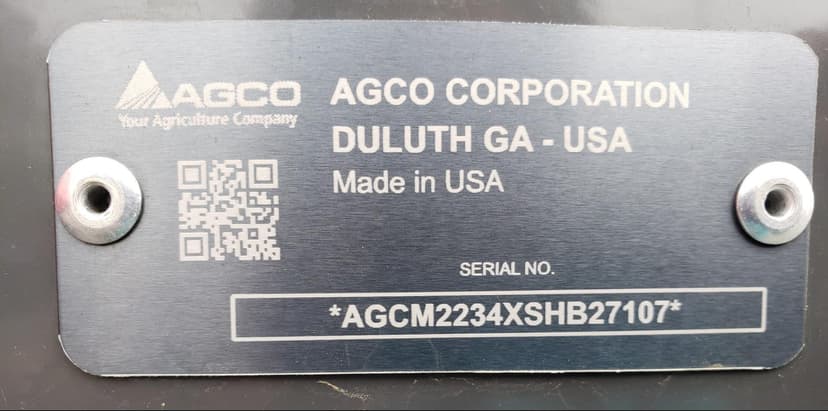 AGCO
Your Agriculture Company
AGCO CORPORATION
DULUTH GA - USA
Made in USA
SERIAL NO.
*AGCM2234XSHB27107*